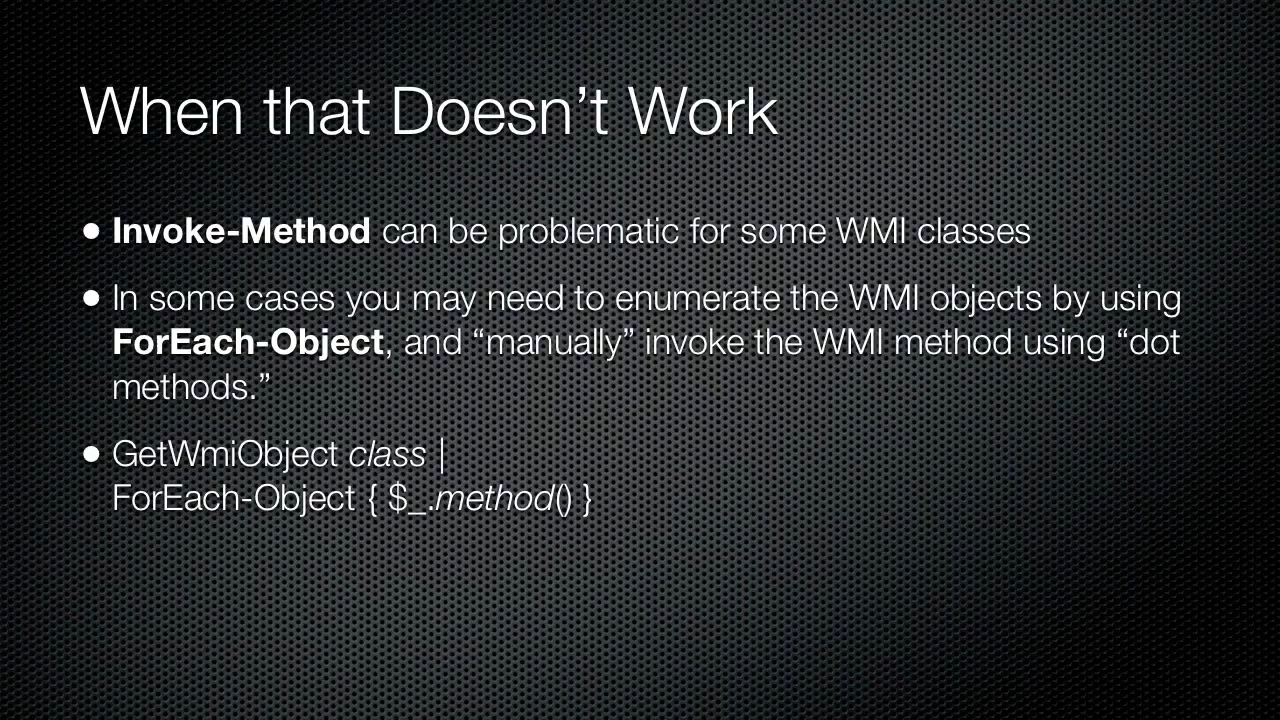 When that Doesn’t Work
● Invoke-Method can be problematic for some WMI classes
● In some cases you may need to enumerate the WMI objects by using
ForEach-Object, and “manually” invoke the WMI method using “dot
methods.”
● GetWmiObject class |
ForEach-Object { $_.method() }